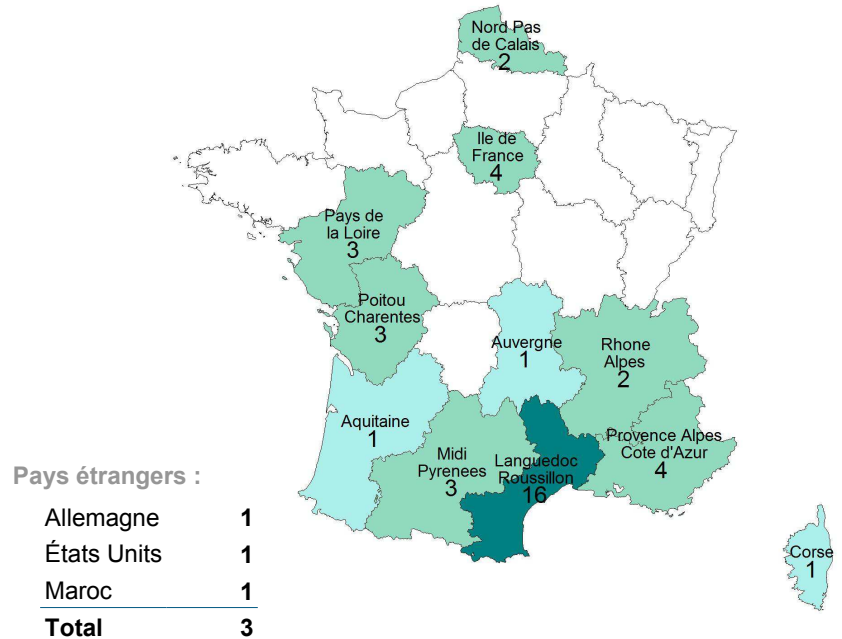 Nord Pas
de Calais
2
Ile de
France
4
Pays de
la Loire
3
Poitou
Charentes
3
Auvergne
1
Rhone
Alpes
2
Aquitaine
1
Midi
Pyrenees
3
Languedoc
Roussillon
16
Provence Alpes
Cote d'Azur
4
Corse
1
Pays étrangers :
Allemagne 1
États Unis 1
Maroc 1
Total 3